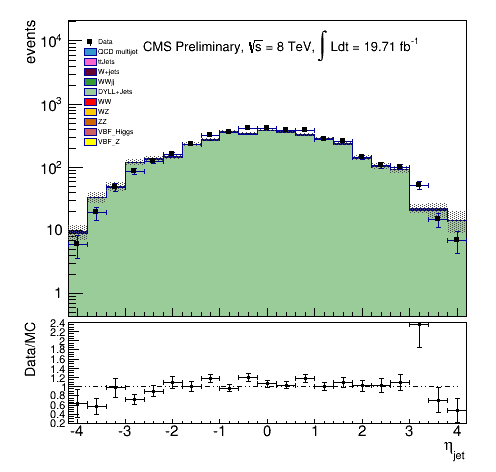 CMS Preliminary, √s = 8 TeV, ∫ Ldt = 19.71 fb⁻¹
events
10⁴
10³
10²
10
1
Data
QCD multijet
ttJets
W+jets
WWjj
DYLL+Jets
WW
WZ
ZZ
VBF_Higgs
VBF_Z
Data/MC
2.4
2.2
2
1.8
1.6
1.4
1.2
1
0.8
0.6
0.4
0.2
-4 -3 -2 -1 0 1 2 3 4
η_jet